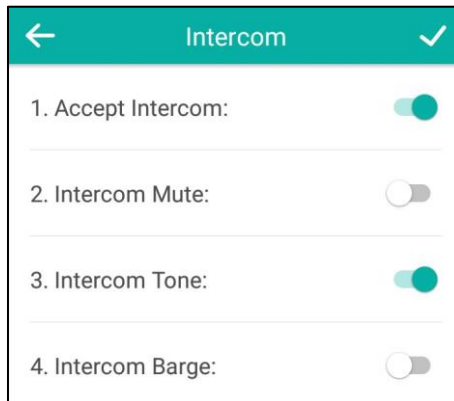 Intercom
1. Accept Intercom:
2. Intercom Mute:
3. Intercom Tone:
4. Intercom Barge: